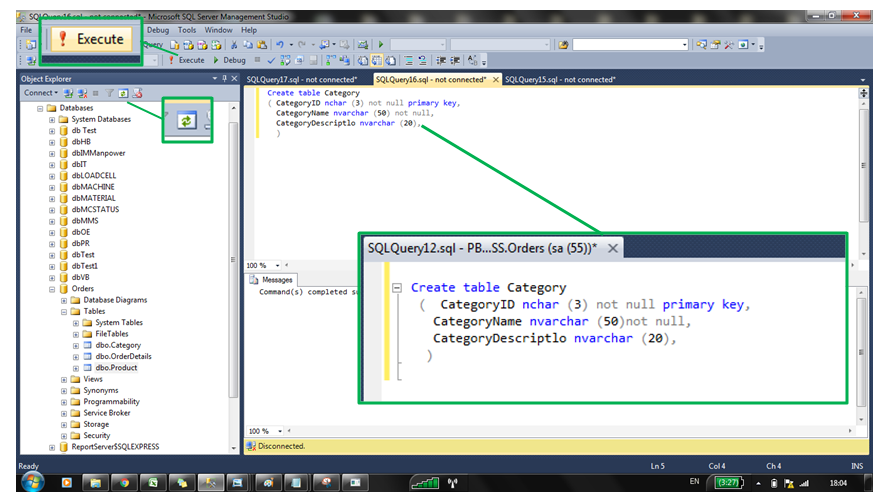 SQLQuery16.sql - not connected* - Microsoft SQL Server Management Studio
File
Debug Tools Window Help
Query
Execute
Execute Debug
Object Explorer
Connect
Databases
System Databases
db Test
dbHB
dbIMManpower
dbIT
dbLOADCELL
dbMACHINE
dbMATERIAL
dbMCSTATUS
dbMMS
dbOE
dbPR
dbTest
dbTest1
dbVB
Orders
Database Diagrams
Tables
System Tables
FileTables
dbo.Category
dbo.OrderDetails
dbo.Product
Views
Synonyms
Programmability
Service Broker
Storage
Security
ReportServer$SQLEXPRESS
SQLQuery17.sql - not connected* SQLQuery16.sql - not connected* SQLQuery15.sql - not connected*
Create table Category
( CategoryID nchar (3) not null primary key,
CategoryName nvarchar (50) not null,
CategoryDescriptlo nvarchar (20),
)
100 %
Messages
Command(s) completed su
SQLQuery12.sql - PB...SS.Orders (sa (55))*
Create table Category
( CategoryID nchar (3) not null primary key,
CategoryName nvarchar (50)not null,
CategoryDescriptlo nvarchar (20),
)
100 %
Disconnected.
Ready Ln 5 Col 4 Ch 4 INS
EN (3:27) 18:04